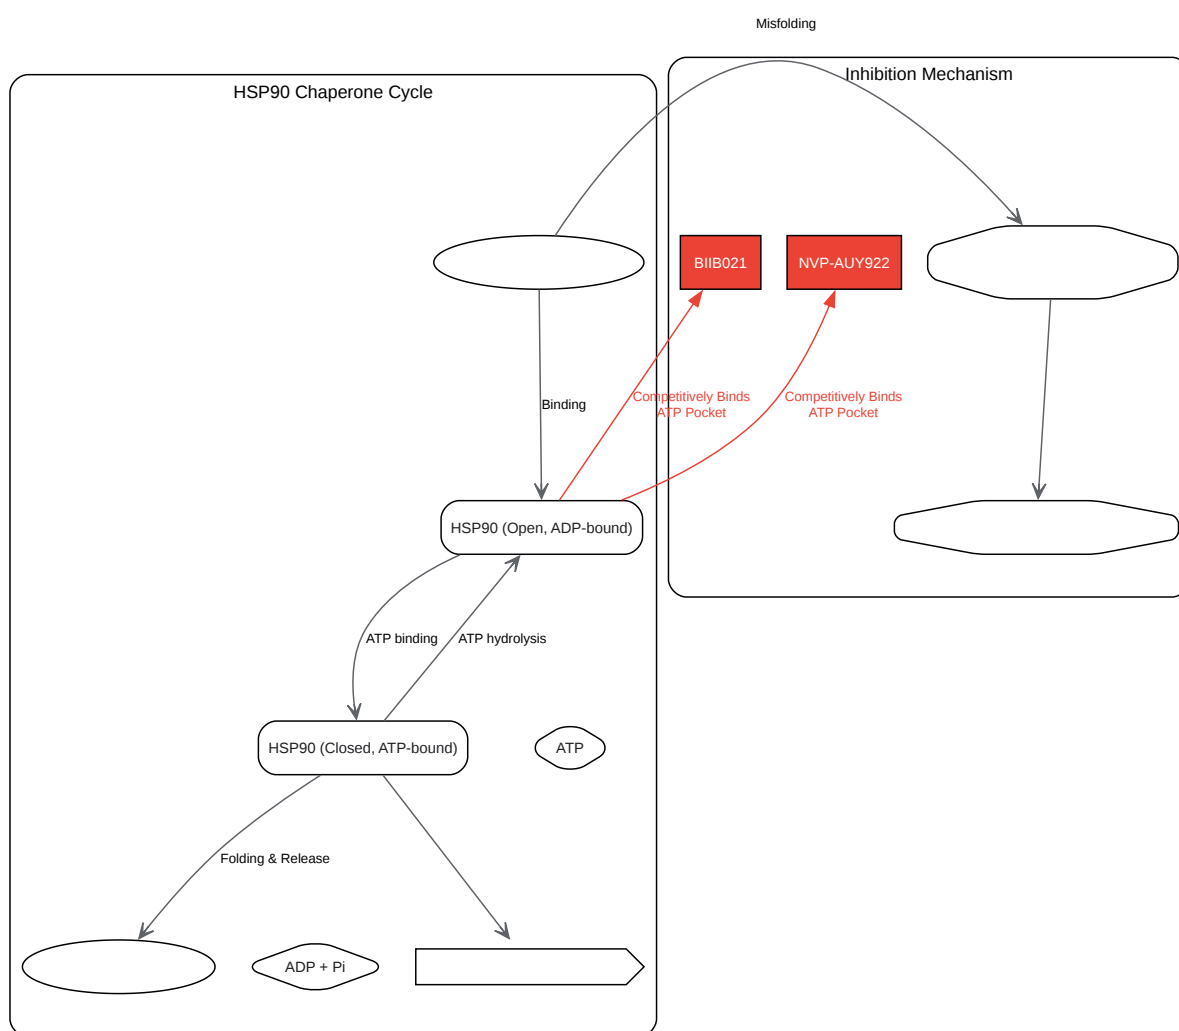 Misfolding
Inhibition Mechanism
HSP90 Chaperone Cycle
BIIB021
NVP-AUY922
Competitively Binds
ATP Pocket
Competitively Binds
ATP Pocket
Binding
HSP90 (Open, ADP-bound)
ATP binding
ATP hydrolysis
HSP90 (Closed, ATP-bound)
ATP
Folding & Release
ADP + Pi